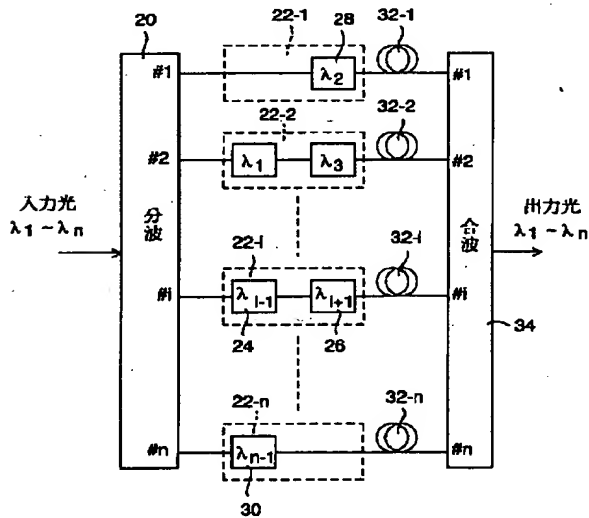 20
22-1
28
32-1
#1
λ2
#1
22-2
32-2
#2
λ1
λ3
#2
入力光
λ1 ~ λn
分波
合波
出力光
λ1 ~ λn
22-i
32-i
#i
λi-1
λi+1
#i
24
26
34
22-n
32-n
#n
λn-1
#n
30